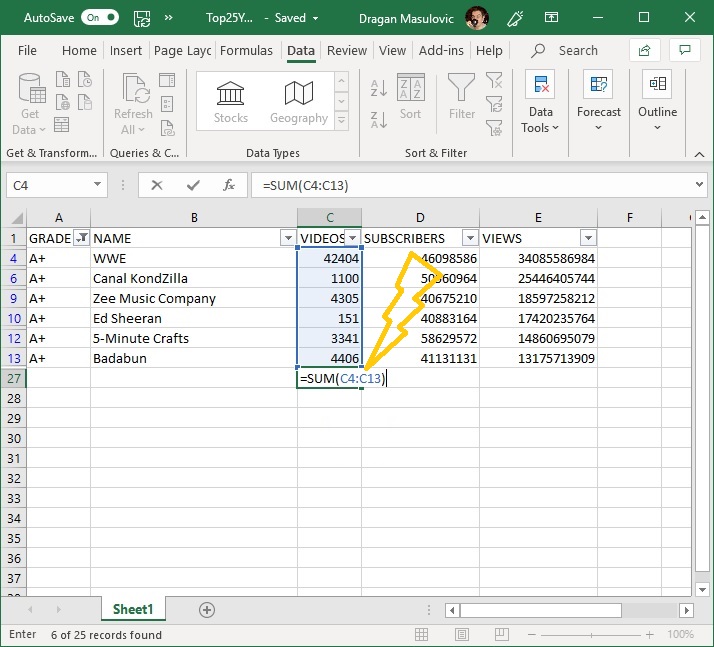 AutoSave On » Top25Y... - Saved Dragan Masulovic
File Home Insert Page Layc Formulas Data Review View Add-ins Help Search
Get Data
Refresh All
Stocks Geography
Sort
Filter
Data Tools
Forecast
Outline
Get & Transform... Queries & C... Data Types Sort & Filter
C4 fx =SUM(C4:C13)
A B C D E F
1 GRADE NAME VIDEOS SUBSCRIBERS VIEWS
4 A+ WWE 42404 46098586 34085586984
6 A+ Canal KondZilla 1100 50560964 25446405744
9 A+ Zee Music Company 4305 40675210 18597258212
10 A+ Ed Sheeran 151 40883164 17420235764
12 A+ 5-Minute Crafts 3341 58629572 14860695079
13 A+ Badabun 4406 41131131 13175713909
27 =SUM(C4:C13)
28
29
30
31
32
33
34
35
36
37
Sheet1
Enter 6 of 25 records found 100%